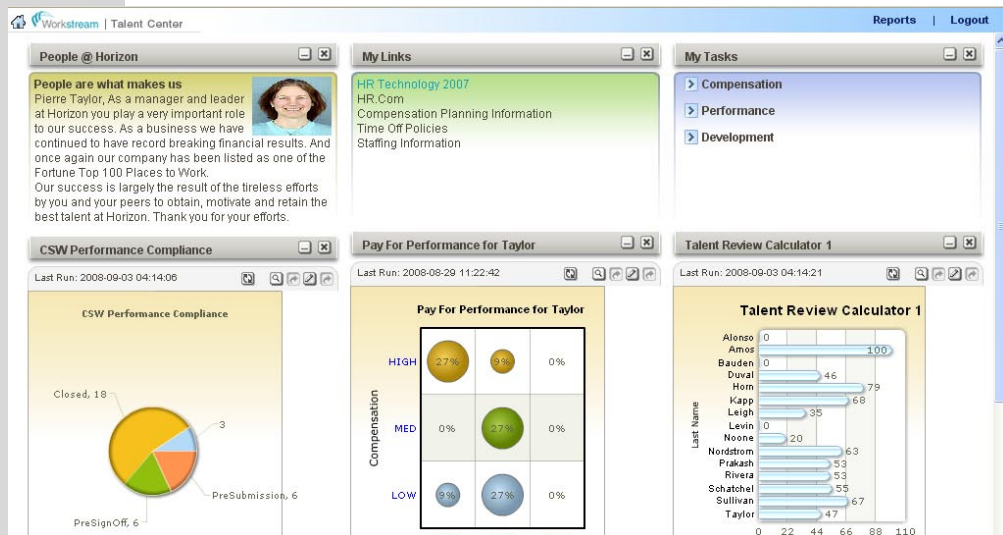 Workstream | Talent Center
Reports | Logout
People @ Horizon
People are what makes us
Pierre Taylor, As a manager and leader
at Horizon you play a very important role
to our success. As a business we have
continued to have record breaking financial results. And
once again our company has been listed as one of the
Fortune Top 100 Places to Work.
Our success is largely the result of the tireless efforts
by you and your peers to obtain, motivate and retain the
best talent at Horizon. Thank you for your efforts.
My Links
HR Technology 2007
HR.Com
Compensation Planning Information
Time Off Policies
Staffing Information
My Tasks
Compensation
Performance
Development
CSW Performance Compliance
Last Run: 2008-09-03 04:14:06
CSW Performance Compliance
Closed, 18
3
PreSubmission, 6
PreSignOff, 6
Pay For Performance for Taylor
Last Run: 2008-08-29 11:22:42
Pay For Performance for Taylor
Compensation
HIGH 27% 9% 0%
MED 0% 27% 0%
LOW 9% 27% 0%
Talent Review Calculator 1
Last Run: 2008-09-03 04:14:21
Talent Review Calculator 1
Last Name
Alonso 0
Amos 100
Bauden 0
Duval 46
Horn 79
Kapp 68
Leigh 35
Levin 0
Noone 20
Nordstrom 63
Prakash 53
Rivera 53
Schatchel 55
Sullivan 67
Taylor 47
0 22 44 66 88 110